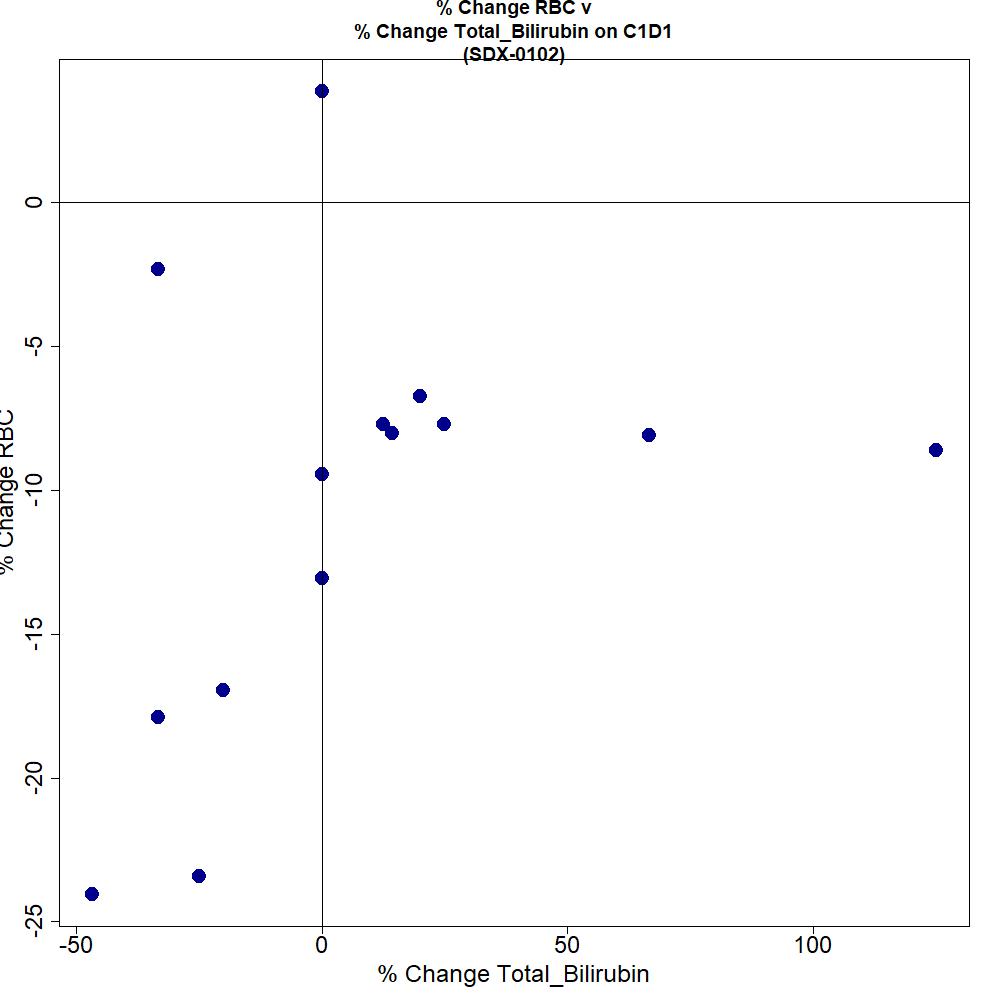 % Change RBC v
% Change Total_Bilirubin on C1D1
(SDX-0102)
0
-5
-10
-15
-20
-25
% Change RBC
-50
0
50
100
% Change Total_Bilirubin